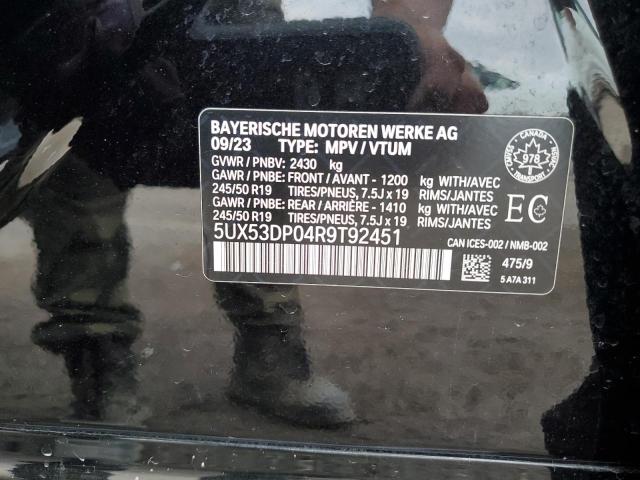 BAYERISCHE MOTOREN WERKE AG
09/23 TYPE: MPV / VTUM
GVWR / PNBV: 2430 kg
GAWR / PNBE: FRONT / AVANT - 1200 kg WITH/AVEC
245/50 R19 TIRES/PNEUS, 7.5J x 19 RIMS/JANTES
GAWR / PNBE: REAR / ARRIÈRE - 1410 kg WITH/AVEC
245/50 R19 TIRES/PNEUS, 7.5J x 19 RIMS/JANTES
5UX53DP04R9T92451
CANADA
978
TRANSPORT
EC
CAN ICES-002 / NMB-002
475/9
5 A7A 311